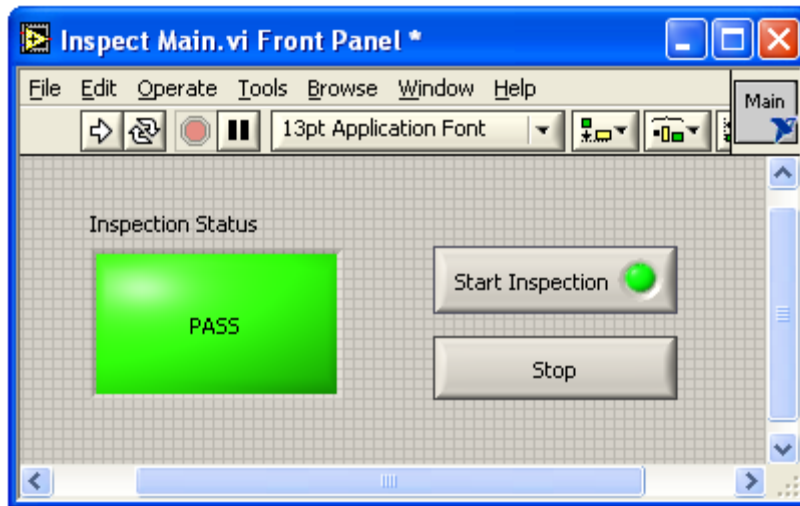 Inspect Main.vi Front Panel *
File Edit Operate Tools Browse Window Help
Main
13pt Application Font
Inspection Status
Start Inspection
PASS
Stop